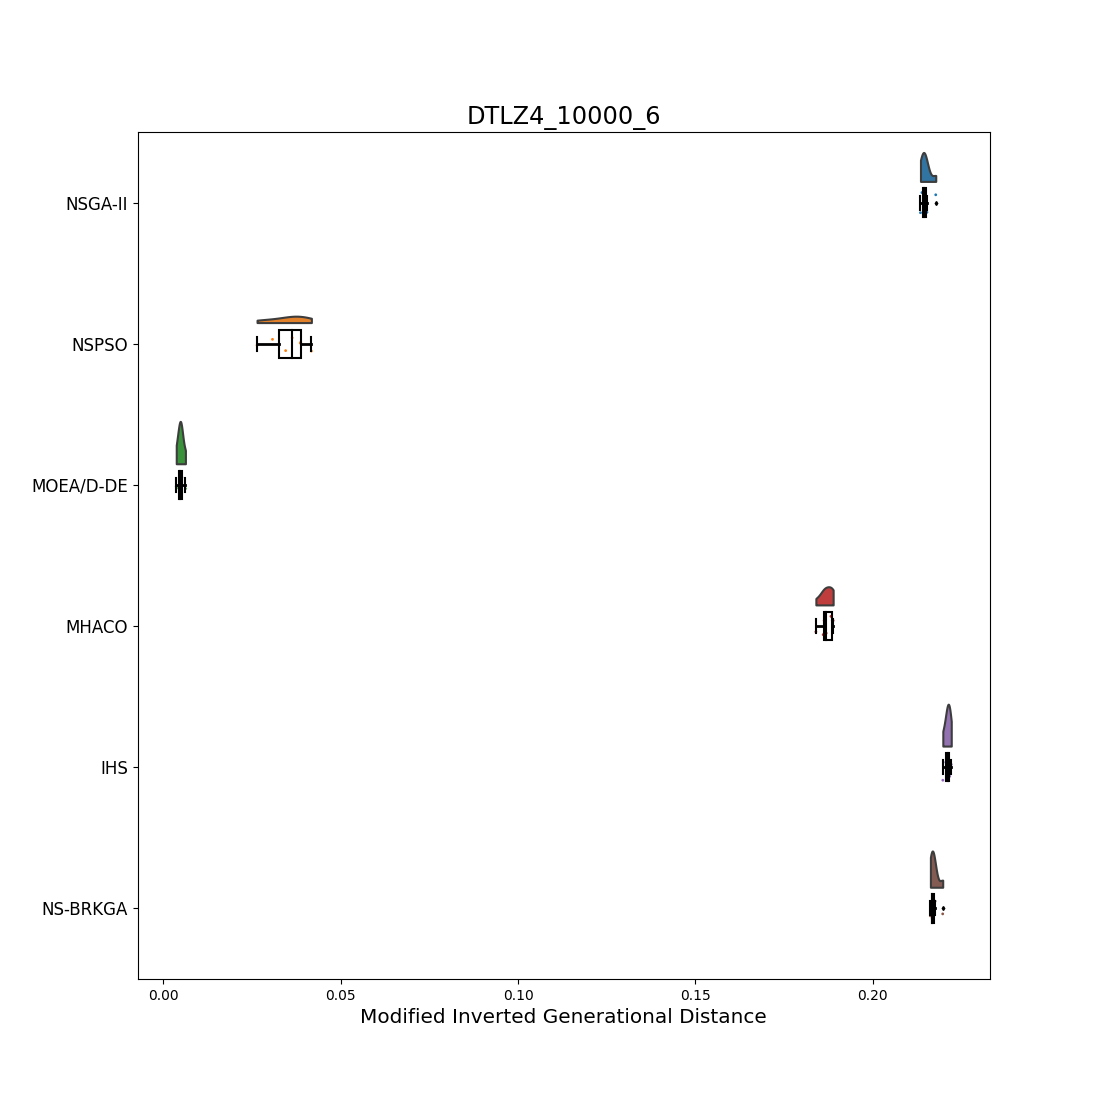 DTLZ4_10000_6
NSGA-II
NSPSO
MOEA/D-DE
MHACO
IHS
NS-BRKGA
0.00 0.05 0.10 0.15 0.20
Modified Inverted Generational Distance